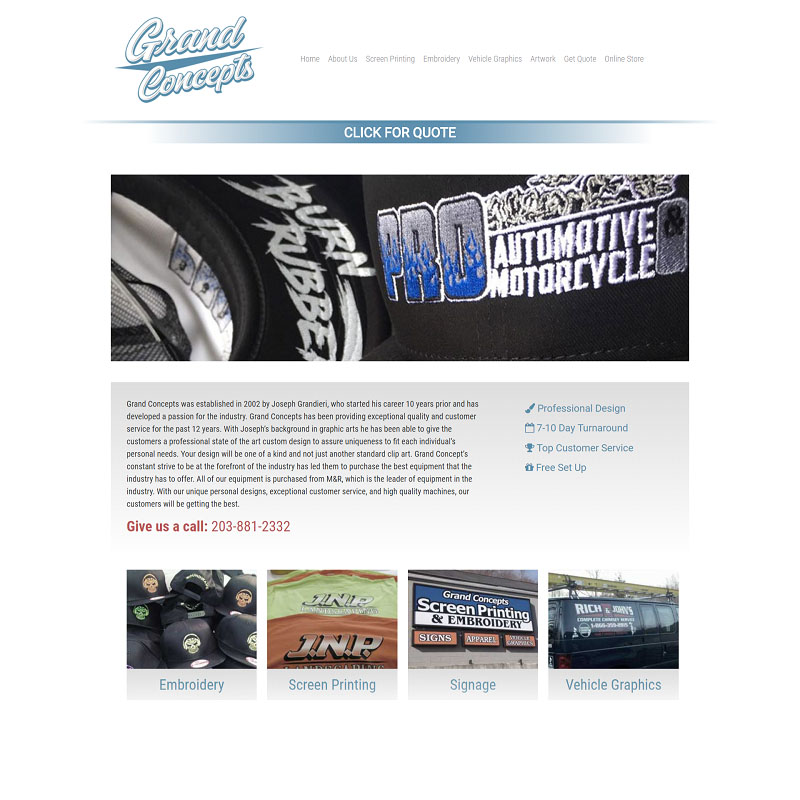 Grand
Concepts
Home About Us Screen Printing Embroidery Vehicle Graphics Artwork Get Quote Online Store
CLICK FOR QUOTE
BURN
RUBBER
PRO
AUTOMOTIVE &
MOTORCYCLE
Grand Concepts was established in 2002 by Joseph Grandieri, who started his career 10 years prior and has
developed a passion for the industry. Grand Concepts has been providing exceptional quality and customer
service for the past 12 years. With Joseph's background in graphic arts he has been able to give the
customers a professional state of the art custom design to assure uniqueness to fit each individual's
personal needs. Your design will be one of a kind and not just another standard clip art. Grand Concept's
constant strive to be at the forefront of the industry has led them to purchase the best equipment that the
industry has to offer. All of our equipment is purchased from M&R, which is the leader of equipment in the
industry. With our unique personal designs, exceptional customer service, and high quality machines, our
customers will be getting the best.
Give us a call: 203-881-2332
Professional Design
7-10 Day Turnaround
Top Customer Service
Free Set Up
J.N.P.
J.N.P.
Grand Concepts
Screen Printing
& EMBROIDERY
SIGNS APPAREL VEHICLE GRAPHICS
RICH & JOHN'S
COMPLETE CHIMNEY SERVICE
Embroidery
Screen Printing
Signage
Vehicle Graphics